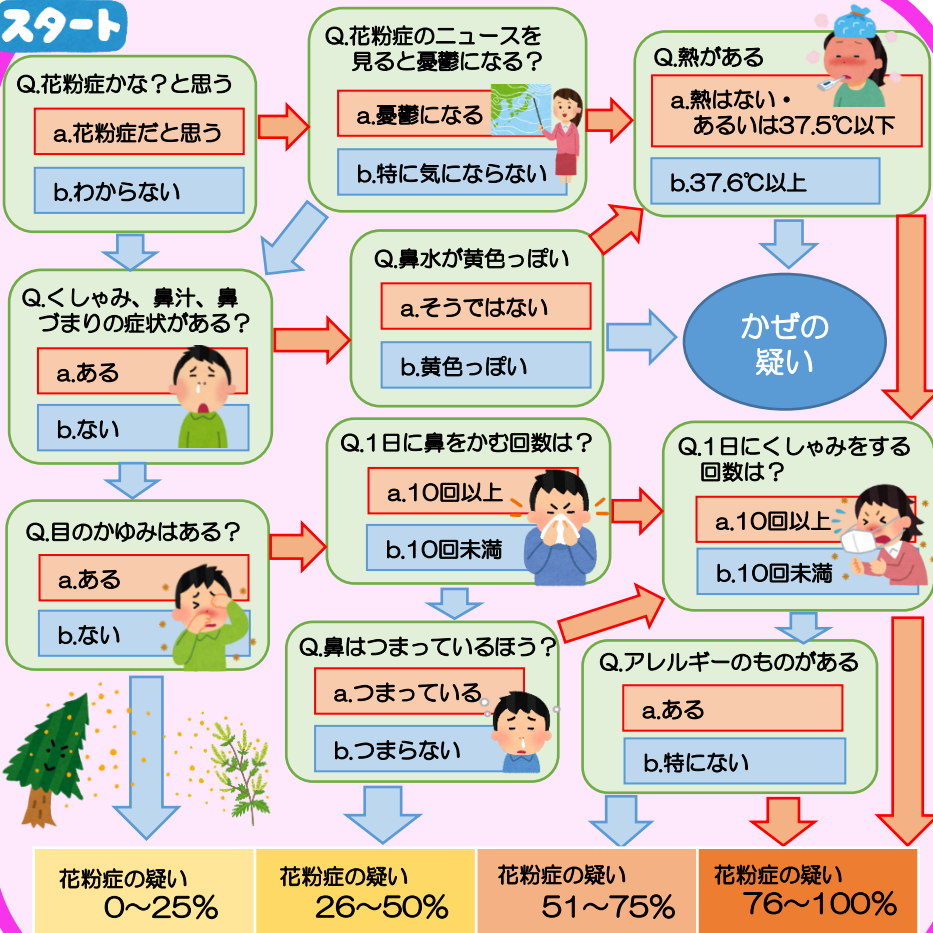 スタート
Q.花粉症かな?と思う
a.花粉症だと思う
b.わからない
Q.花粉症のニュースを
見ると憂鬱になる?
a.憂鬱になる
b.特に気にならない
Q.熱がある
a.熱はない・
あるいは37.5℃以下
b.37.6℃以上
Q.くしゃみ、鼻汁、鼻
づまりの症状がある?
a.ある
b.ない
Q.鼻水が黄色っぽい
a.そうではない
b.黄色っぽい
かぜの
疑い
Q.目のかゆみはある?
a.ある
b.ない
Q.1日に鼻をかむ回数は?
a.10回以上
b.10回未満
Q.1日にくしゃみをする
回数は?
a.10回以上
b.10回未満
Q.鼻はつまっているほう?
a.つまっている
b.つまらない
Q.アレルギーのものがある
a.ある
b.特にない
花粉症の疑い
0〜25%
花粉症の疑い
26〜50%
花粉症の疑い
51〜75%
花粉症の疑い
76〜100%